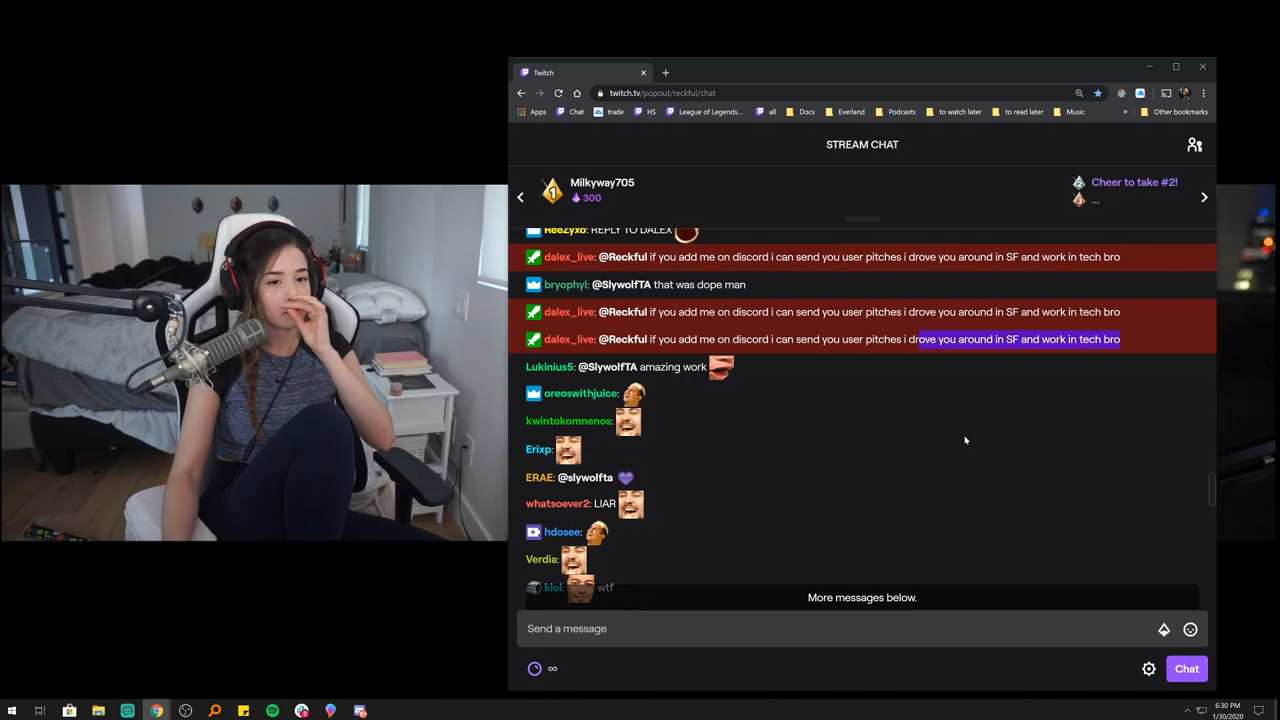 Twitch
twitch.tv/popout/reckful/chat
Apps Chat trade HS League of Legends... all Docs Everland Podcasts to watch later to read later Music » Other bookmarks
STREAM CHAT
1 Milkyway705
300
2 Cheer to take #2!
3 ...
ReeZyxo: REPLY TO DALEX
dalex_live: @Reckful if you add me on discord i can send you user pitches i drove you around in SF and work in tech bro
bryophyl: @SlywolfTA that was dope man
dalex_live: @Reckful if you add me on discord i can send you user pitches i drove you around in SF and work in tech bro
dalex_live: @Reckful if you add me on discord i can send you user pitches i drove you around in SF and work in tech bro
Lukinius5: @SlywolfTA amazing work
oreoswithjuice:
kwintokomnenos:
Erixp:
ERAE: @slywolfta
whatsoever2: LIAR
hdosee:
Verdia:
kiol: wtf
More messages below.
Send a message
∞
Chat
6:30 PM
1/30/2020